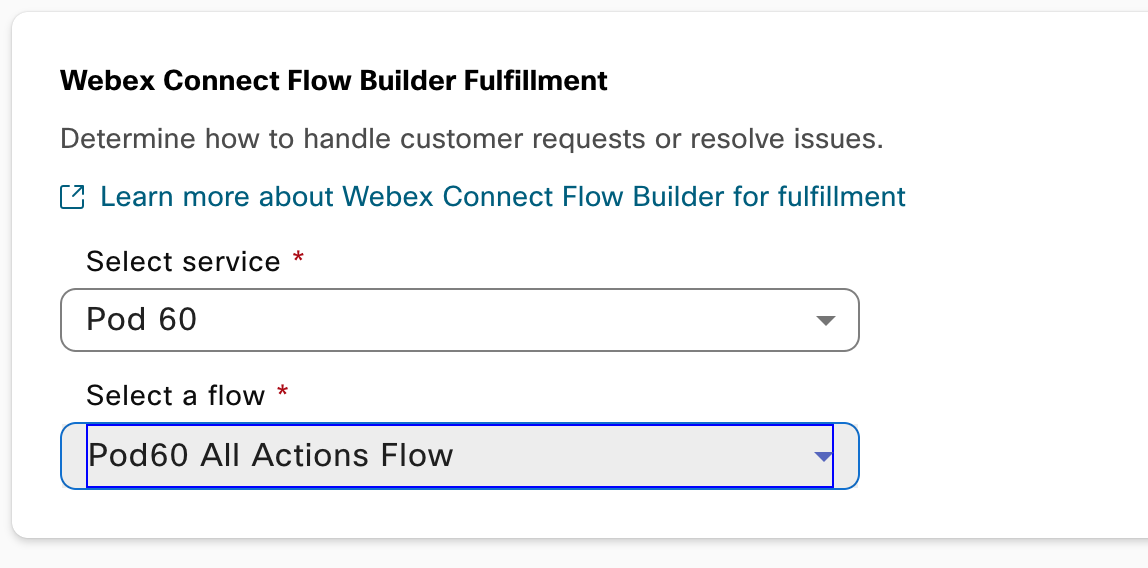 Webex Connect Flow Builder Fulfillment
Determine how to handle customer requests or resolve issues.
Learn more about Webex Connect Flow Builder for fulfillment
Select service *
Pod 60
Select a flow *
Pod60 All Actions Flow